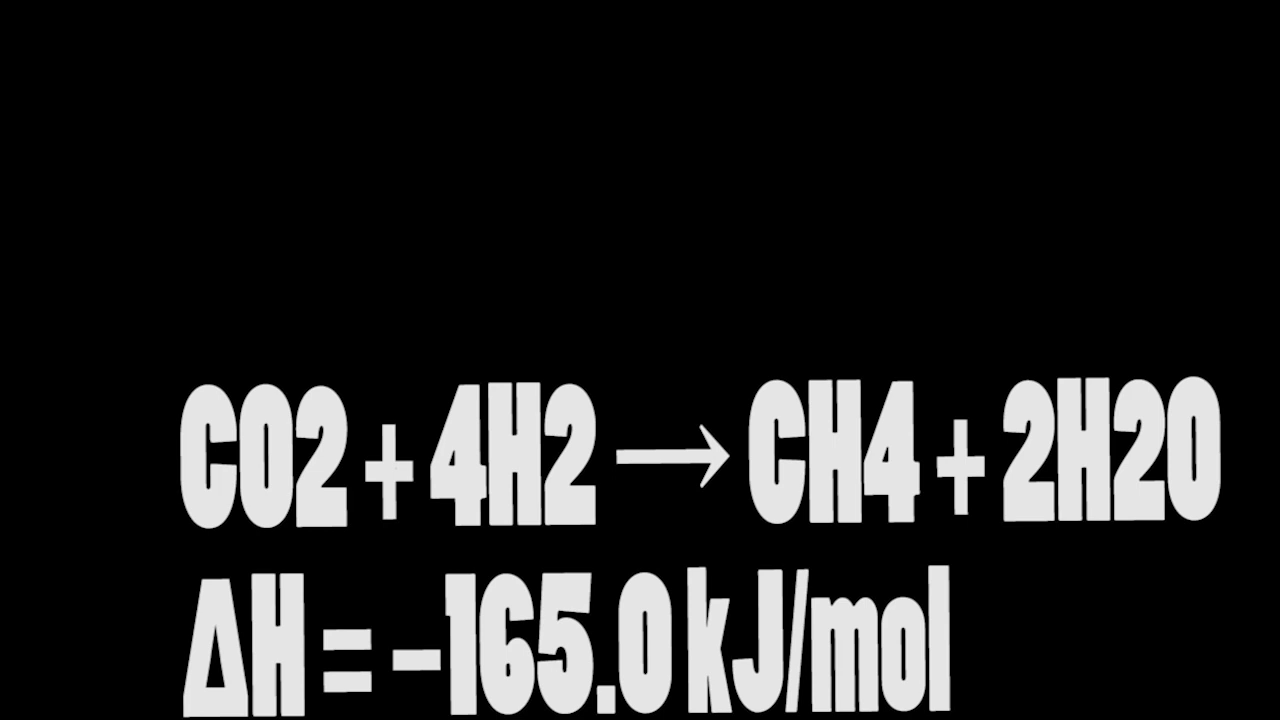 CO2 + 4H2 → CH4 + 2H2O
ΔH = −165.0 kJ/mol